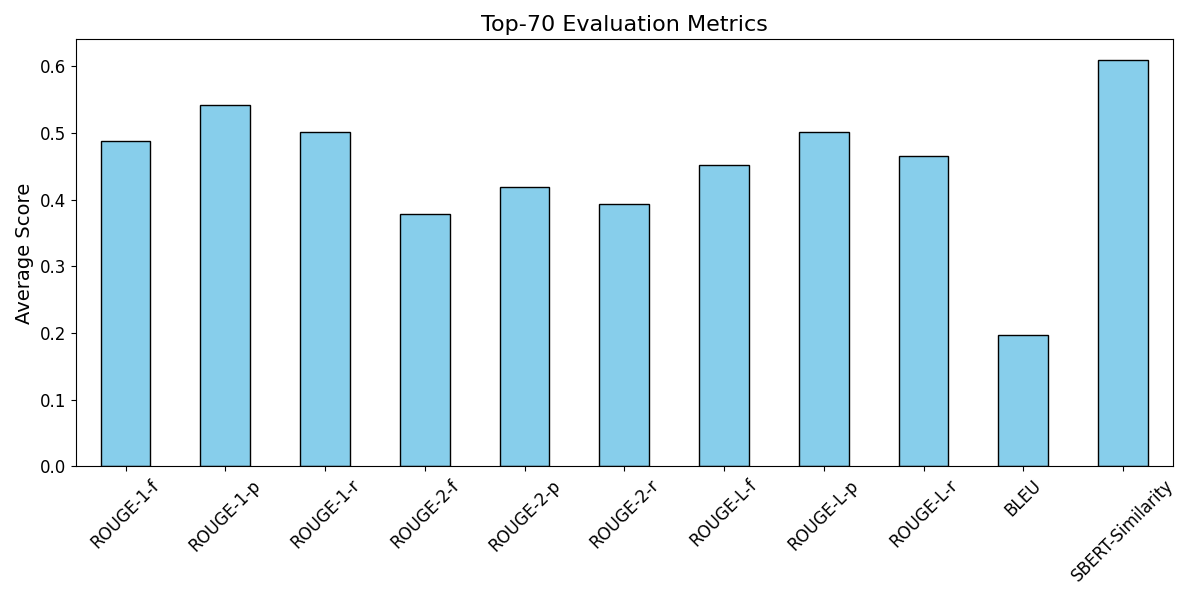 Top-70 Evaluation Metrics
Average Score
0.6
0.5
0.4
0.3
0.2
0.1
0.0
ROUGE-1-f
ROUGE-1-p
ROUGE-1-r
ROUGE-2-f
ROUGE-2-p
ROUGE-2-r
ROUGE-L-f
ROUGE-L-p
ROUGE-L-r
BLEU
SBERT-Similarity